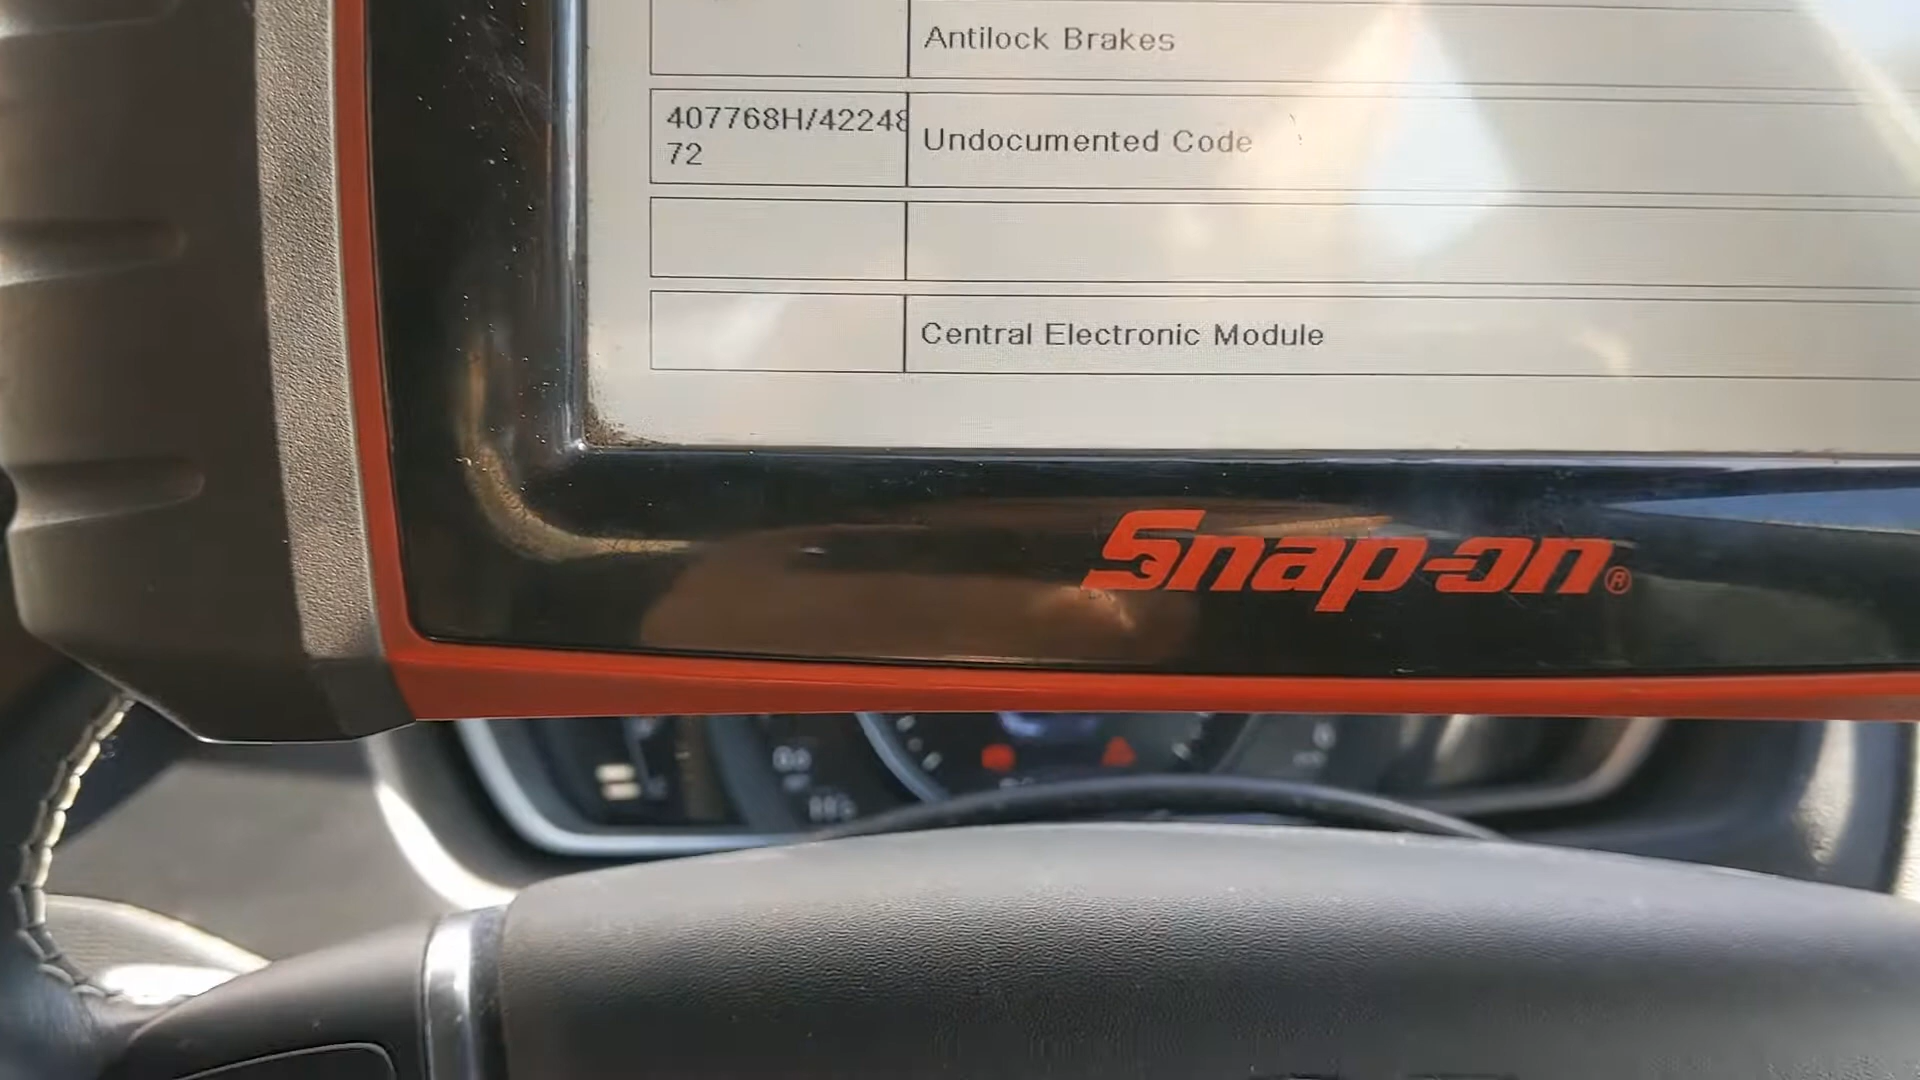 Antilock Brakes
407768H/42248
72
Undocumented Code
Central Electronic Module
Snap-on®